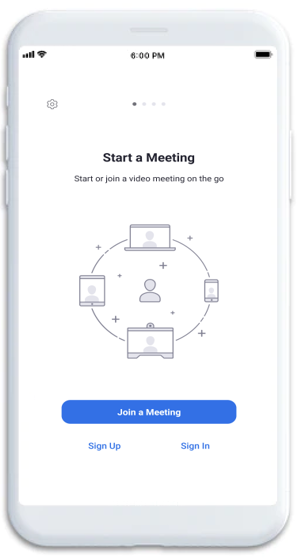 6:00 PM
Start a Meeting
Start or join a video meeting on the go
Join a Meeting
Sign Up
Sign In